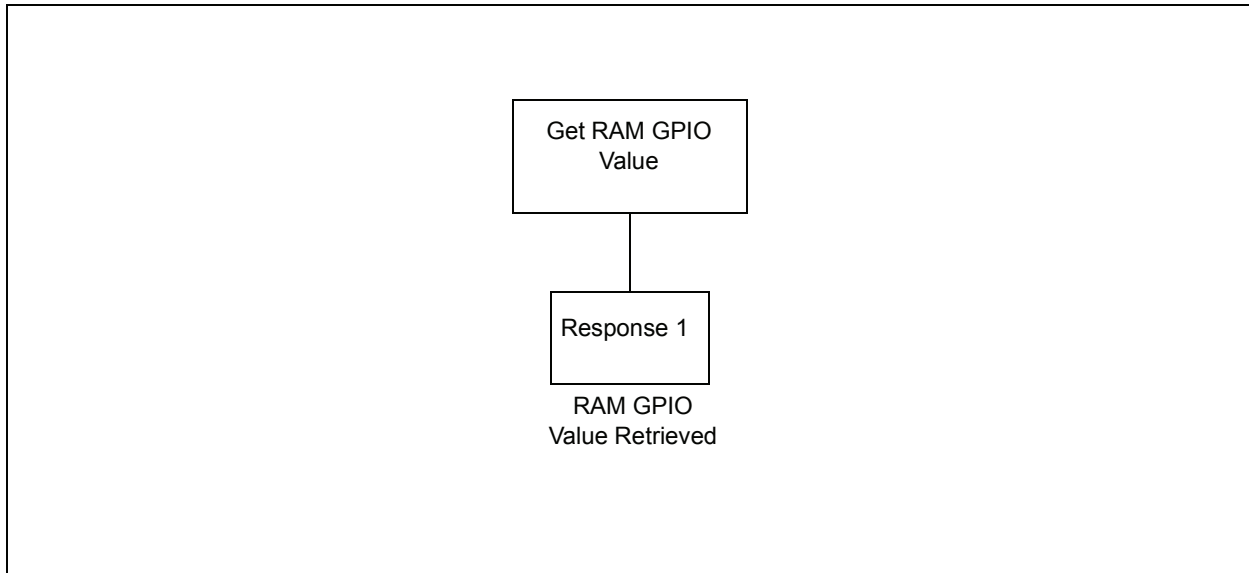 Get RAM GPIO
Value
Response 1
RAM GPIO
Value Retrieved